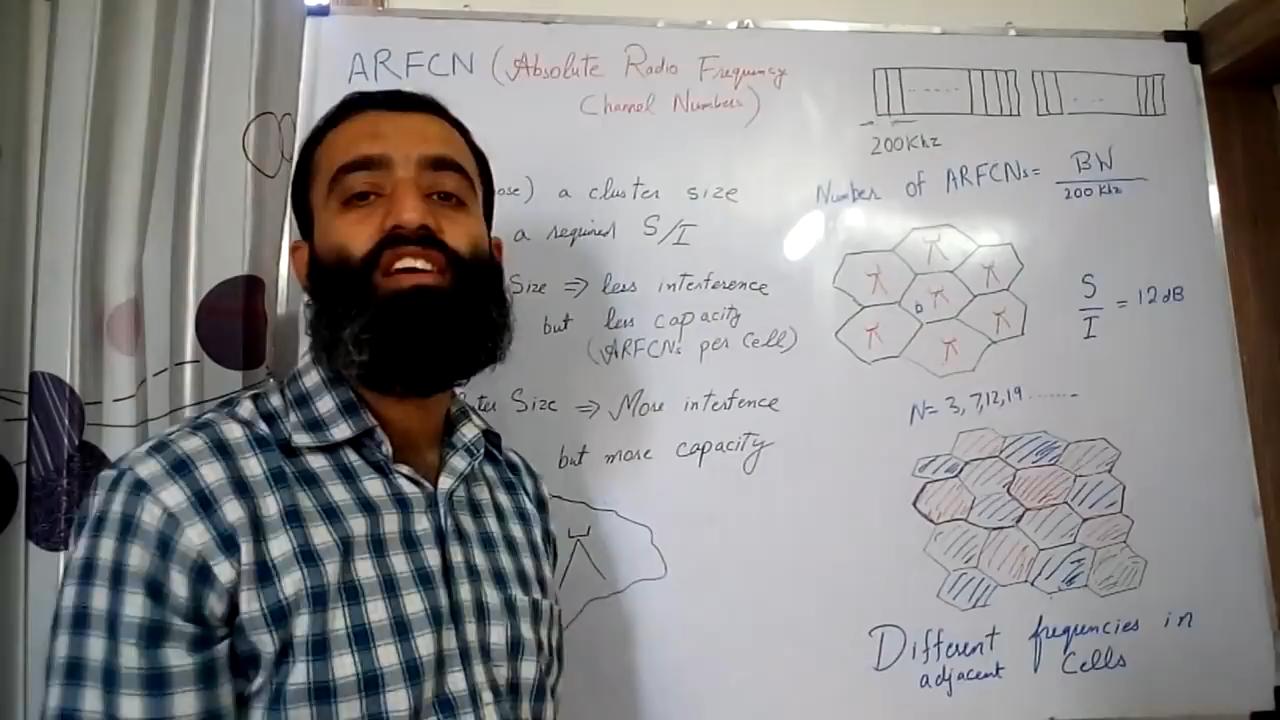 ARFCN (Absolute Radio Frequency
Channel Numbers)
a cluster size
a required S/I
Size => less interference
but less capacity
(ARFCNs per Cell)
Size => More intertence
but more capacity
200Khz
Number of ARFCNs = BW
200 Khz
S
I = 12dB
N= 3,7,12,19.......
Different frequencies in
adjacent Cells